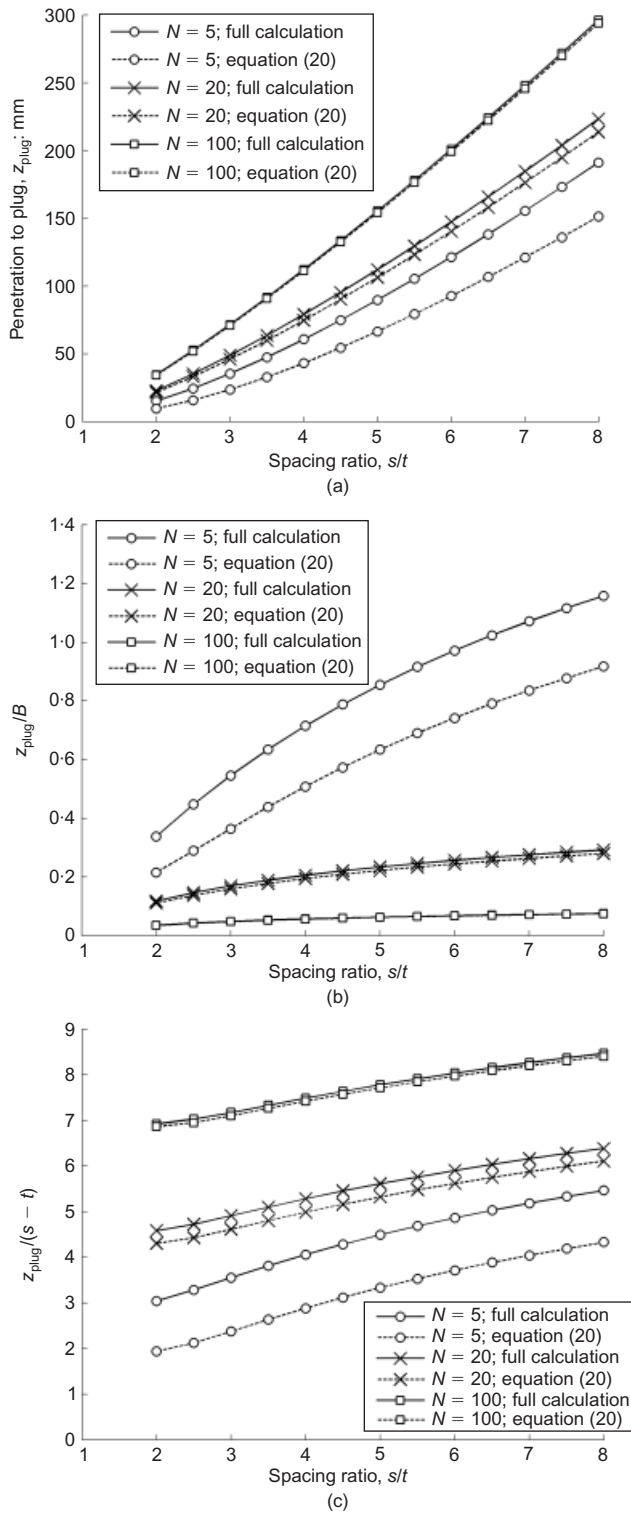 300
250
200
150
100
50
0
Penetration to plug, z_plug: mm
N = 5; full calculation
N = 5; equation (20)
N = 20; full calculation
N = 20; equation (20)
N = 100; full calculation
N = 100; equation (20)
1 2 3 4 5 6 7 8
Spacing ratio, s/t
(a)
1·4
1·2
1·0
0·8
0·6
0·4
0·2
0
z_plug/B
N = 5; full calculation
N = 5; equation (20)
N = 20; full calculation
N = 20; equation (20)
N = 100; full calculation
N = 100; equation (20)
1 2 3 4 5 6 7 8
Spacing ratio, s/t
(b)
9
8
7
6
5
4
3
2
1
0
z_plug/(s − t)
N = 5; full calculation
N = 5; equation (20)
N = 20; full calculation
N = 20; equation (20)
N = 100; full calculation
N = 100; equation (20)
1 2 3 4 5 6 7 8
Spacing ratio, s/t
(c)